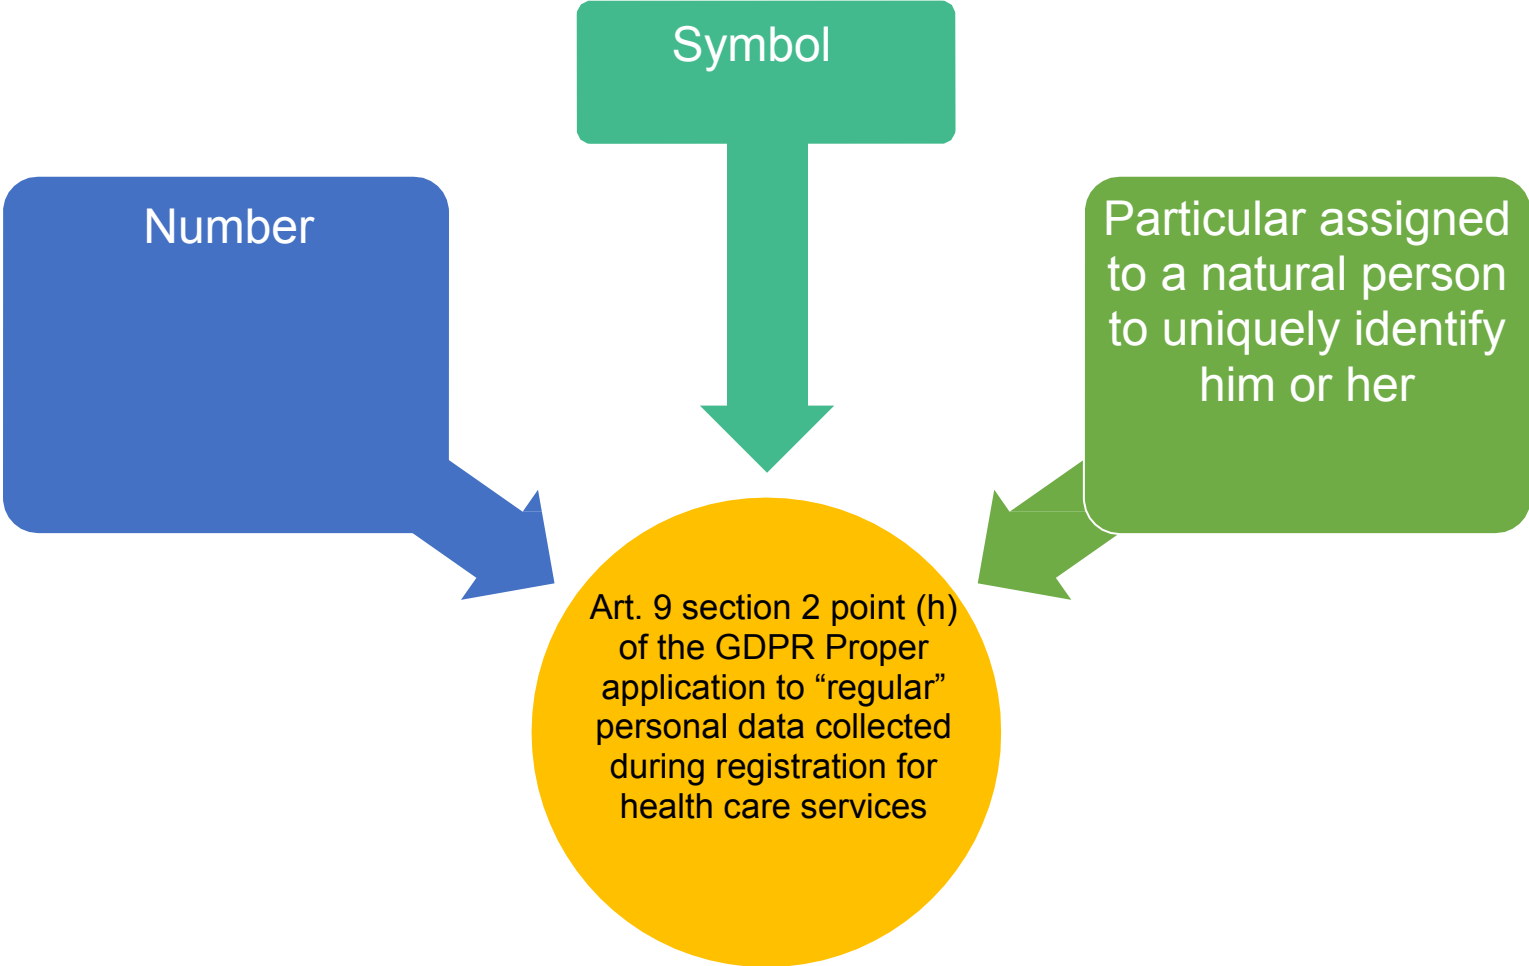 Symbol
Number
Particular assigned
to a natural person
to uniquely identify
him or her
Art. 9 section 2 point (h)
of the GDPR Proper
application to “regular”
personal data collected
during registration for
health care services